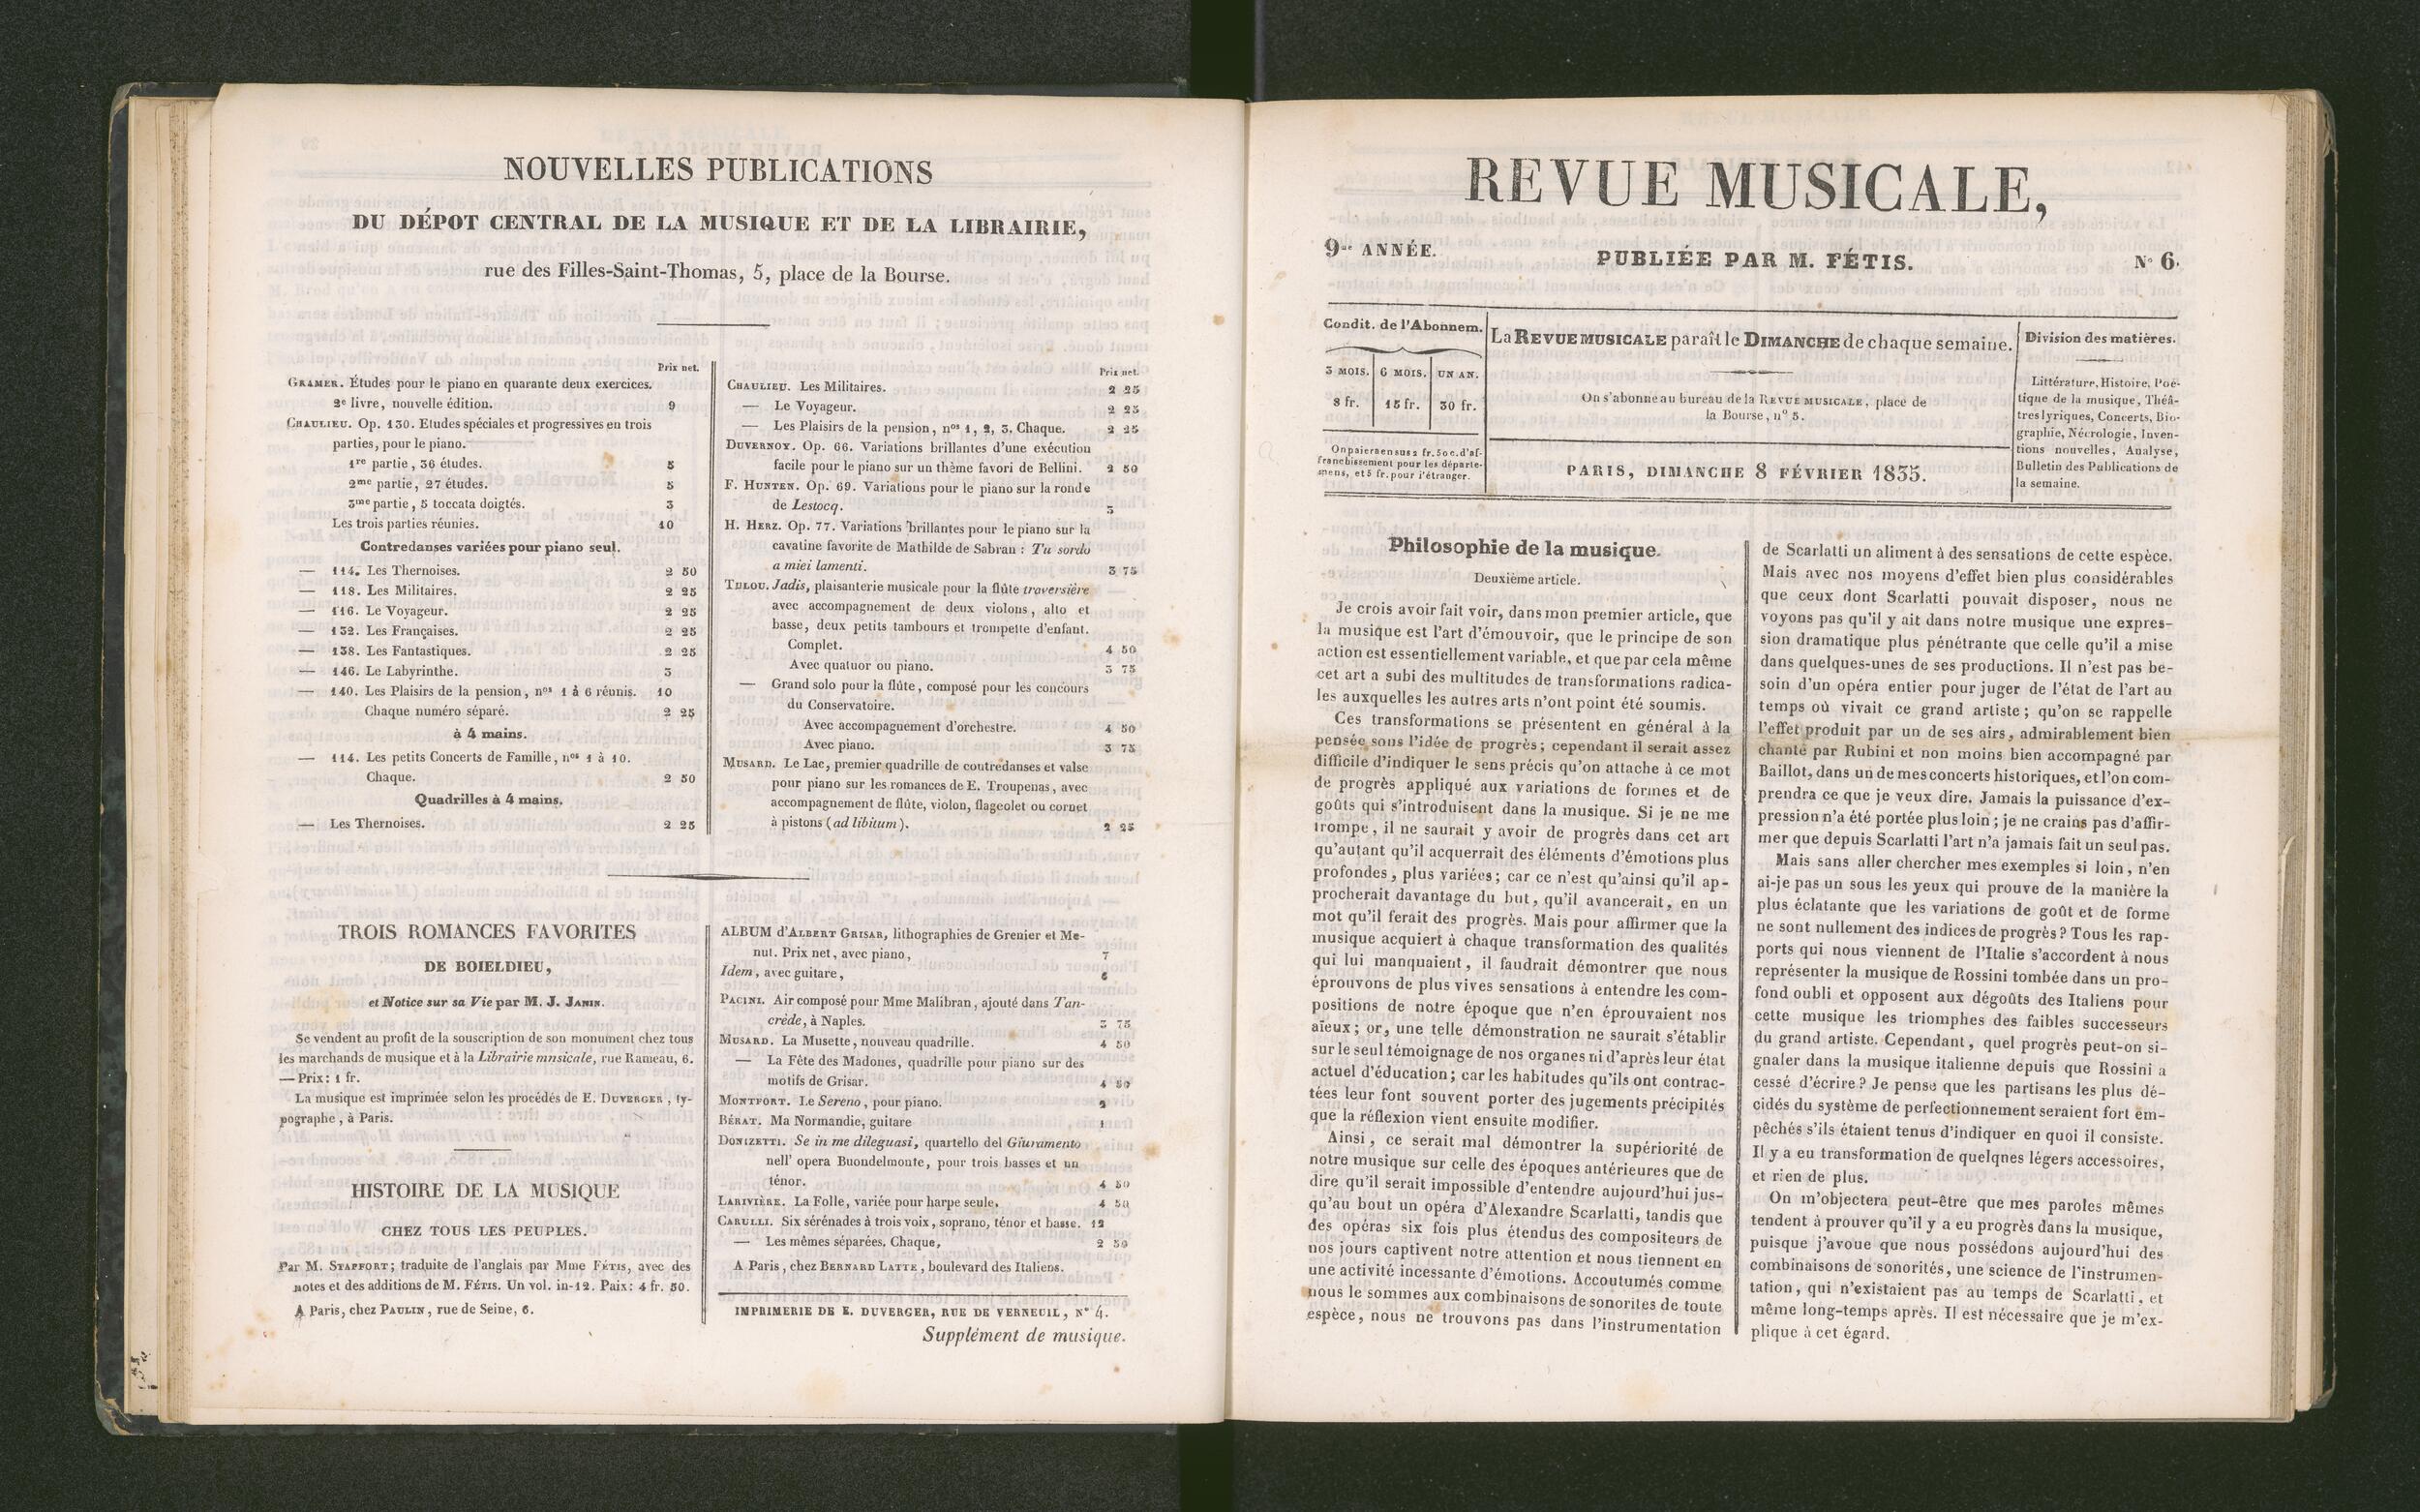 NOUVELLES PUBLICATIONS
DU DÉPOT CENTRAL DE LA MUSIQUE ET DE LA LIBRAIRIE,
rue des Filles-Saint-Thomas, 5, place de la Bourse.
Prix net.
GRAMER. Études pour le piano en quarante deux exercices.
2e livre, nouvelle édition. 9
CHAULIEU. Op. 130. Etudes spéciales et progressives en trois
parties, pour le piano.
1re partie, 36 études. 5
2me partie, 27 études. 5
3me partie, 5 toccata doigtés. 3
Les trois parties réunies. 10
Contredanses variées pour piano seul.
— 114. Les Thernoises. 2 50
— 118. Les Militaires. 2 25
— 116. Le Voyageur. 2 25
— 132. Les Françaises. 2 25
— 138. Les Fantastiques. 2 25
— 146. Le Labyrinthe. 3
— 140. Les Plaisirs de la pension, nos 1 à 6 réunis. 10
Chaque numéro séparé. 2 25
à 4 mains.
— 114. Les petits Concerts de Famille, nos 1 à 10.
Chaque. 2 50
Quadrilles à 4 mains.
— Les Thernoises. 2 25
Prix net.
CHAULIEU. Les Militaires. 2 25
— Le Voyageur. 2 25
— Les Plaisirs de la pension, nos 1, 2, 3. Chaque. 2 25
DUVERNOY. Op. 66. Variations brillantes d'une exécution
facile pour le piano sur un thème favori de Bellini. 2 50
F. HUNTEN. Op. 69. Variations pour le piano sur la ronde
de Lestocq. 3
H. HERZ. Op. 77. Variations brillantes pour le piano sur la
cavatine favorite de Mathilde de Sabran : Tu sordo
a miei lamenti. 3 75
TULOU. Jadis, plaisanterie musicale pour la flûte traversière
avec accompagnement de deux violons, alto et
basse, deux petits tambours et trompette d'enfant.
Complet. 4 50
Avec quatuor ou piano. 3 75
— Grand solo pour la flûte, composé pour les concours
du Conservatoire.
Avec accompagnement d'orchestre. 4 50
Avec piano. 3 75
MUSARD. Le Lac, premier quadrille de contredanses et valse
pour piano sur les romances de E. Troupenas, avec
accompagnement de flûte, violon, flageolet ou cornet
à pistons (ad libitum). 2 25
TROIS ROMANCES FAVORITES
DE BOIELDIEU,
et Notice sur sa Vie par M. J. JANIN.
Se vendent au profit de la souscription de son monument chez tous
les marchands de musique et à la Librairie mnsicale, rue Rameau, 6.
— Prix: 1 fr.
La musique est imprimée selon les procédés de E. DUVERGER, ty-
pographe, à Paris.
HISTOIRE DE LA MUSIQUE
CHEZ TOUS LES PEUPLES.
Par M. STAFFORT; traduite de l'anglais par Mme FÉTIS, avec des
notes et des additions de M. FÉTIS. Un vol. in-12. Paix: 4 fr. 50.
A Paris, chez PAULIN, rue de Seine, 6.
ALBUM d'ALBERT GRISAR, lithographies de Grenier et Me-
nut. Prix net, avec piano, 7
Idem, avec guitare, 6
PACINI. Air composé pour Mme Malibran, ajouté dans Tan-
crède, à Naples. 3 75
MUSARD. La Musette, nouveau quadrille. 4 50
— La Fête des Madones, quadrille pour piano sur des
motifs de Grisar. 4 50
MONTFORT. Le Sereno, pour piano. 2
BÉRAT. Ma Normandie, guitare 1
DONIZETTI. Se in me dileguasi, quartello del Giuramento
nell' opera Buondelmonte, pour trois basses et un
ténor. 4 50
LARIVIÈRE. La Folle, variée pour harpe seule. 4 50
CARULLI. Six sérénades à trois voix, soprano, ténor et basse. 12
— Les mêmes séparées. Chaque, 2 50
A Paris, chez BERNARD LATTE, boulevard des Italiens.
IMPRIMERIE DE E. DUVERGER, RUE DE VERNEUIL, N° 4.
Supplément de musique.
REVUE MUSICALE,
9me ANNÉE. PUBLIÉE PAR M. FÉTIS. N° 6.
Condit. de l'Abonnem.
3 MOIS. 6 MOIS. UN AN.
8 fr. 15 fr. 30 fr.
On paiera en sus 2 fr. 50 c. d'af-
franchissement pour les départe-
mens, et 5 fr. pour l'étranger.
La REVUE MUSICALE paraît le DIMANCHE de chaque semaine.
On s'abonne au bureau de la REVUE MUSICALE, place de
la Bourse, n° 5.
PARIS, DIMANCHE 8 FÉVRIER 1835.
Division des matières.
Littérature, Histoire, Poé-
tique de la musique, Théâ-
tres lyriques, Concerts, Bio-
graphie, Nécrologie, Inven-
tions nouvelles, Analyse,
Bulletin des Publications de
la semaine.
Philosophie de la musique.
Deuxième article.
Je crois avoir fait voir, dans mon premier article, que
la musique est l'art d'émouvoir, que le principe de son
action est essentiellement variable, et que par cela même
cet art a subi des multitudes de transformations radica-
les auxquelles les autres arts n'ont point été soumis.
Ces transformations se présentent en général à la
pensée sous l'idée de progrès; cependant il serait assez
difficile d'indiquer le sens précis qu'on attache à ce mot
de progrès appliqué aux variations de formes et de
goûts qui s'introduisent dans la musique. Si je ne me
trompe, il ne saurait y avoir de progrès dans cet art
qu'autant qu'il acquerrait des éléments d'émotions plus
profondes, plus variées; car ce n'est qu'ainsi qu'il ap-
procherait davantage du but, qu'il avancerait, en un
mot qu'il ferait des progrès. Mais pour affirmer que la
musique acquiert à chaque transformation des qualités
qui lui manquaient, il faudrait démontrer que nous
éprouvons de plus vives sensations à entendre les com-
positions de notre époque que n'en éprouvaient nos
aïeux; or, une telle démonstration ne saurait s'établir
sur le seul témoignage de nos organes ni d'après leur état
actuel d'éducation; car les habitudes qu'ils ont contrac-
tées leur font souvent porter des jugements précipités
que la réflexion vient ensuite modifier.
Ainsi, ce serait mal démontrer la supériorité de
notre musique sur celle des époques antérieures que de
dire qu'il serait impossible d'entendre aujourd'hui jus-
qu'au bout un opéra d'Alexandre Scarlatti, tandis que
des opéras six fois plus étendus des compositeurs de
nos jours captivent notre attention et nous tiennent en
une activité incessante d'émotions. Accoutumés comme
nous le sommes aux combinaisons de sonorites de toute
espèce, nous ne trouvons pas dans l'instrumentation
de Scarlatti un aliment à des sensations de cette espèce.
Mais avec nos moyens d'effet bien plus considérables
que ceux dont Scarlatti pouvait disposer, nous ne
voyons pas qu'il y ait dans notre musique une expres-
sion dramatique plus pénétrante que celle qu'il a mise
dans quelques-unes de ses productions. Il n'est pas be-
soin d'un opéra entier pour juger de l'état de l'art au
temps où vivait ce grand artiste; qu'on se rappelle
l'effet produit par un de ses airs, admirablement bien
chanté par Rubini et non moins bien accompagné par
Baillot, dans un de mes concerts historiques, et l'on com-
prendra ce que je veux dire. Jamais la puissance d'ex-
pression n'a été portée plus loin; je ne crains pas d'affir-
mer que depuis Scarlatti l'art n'a jamais fait un seul pas.
Mais sans aller chercher mes exemples si loin, n'en
ai-je pas un sous les yeux qui prouve de la manière la
plus éclatante que les variations de goût et de forme
ne sont nullement des indices de progrès? Tous les rap-
ports qui nous viennent de l'Italie s'accordent à nous
représenter la musique de Rossini tombée dans un pro-
fond oubli et opposent aux dégoûts des Italiens pour
cette musique les triomphes des faibles successeurs
du grand artiste. Cependant, quel progrès peut-on si-
gnaler dans la musique italienne depuis que Rossini a
cessé d'écrire? Je pense que les partisans les plus dé-
cidés du système de perfectionnement seraient fort em-
pêchés s'ils étaient tenus d'indiquer en quoi il consiste.
Il y a eu transformation de quelqnes légers accessoires,
et rien de plus.
On m'objectera peut-être que mes paroles mêmes
tendent à prouver qu'il y a eu progrès dans la musique,
puisque j'avoue que nous possédons aujourd'hui des
combinaisons de sonorités, une science de l'instrumen-
tation, qui n'existaient pas au temps de Scarlatti, et
même long-temps après. Il est nécessaire que je m'ex-
plique à cet égard.